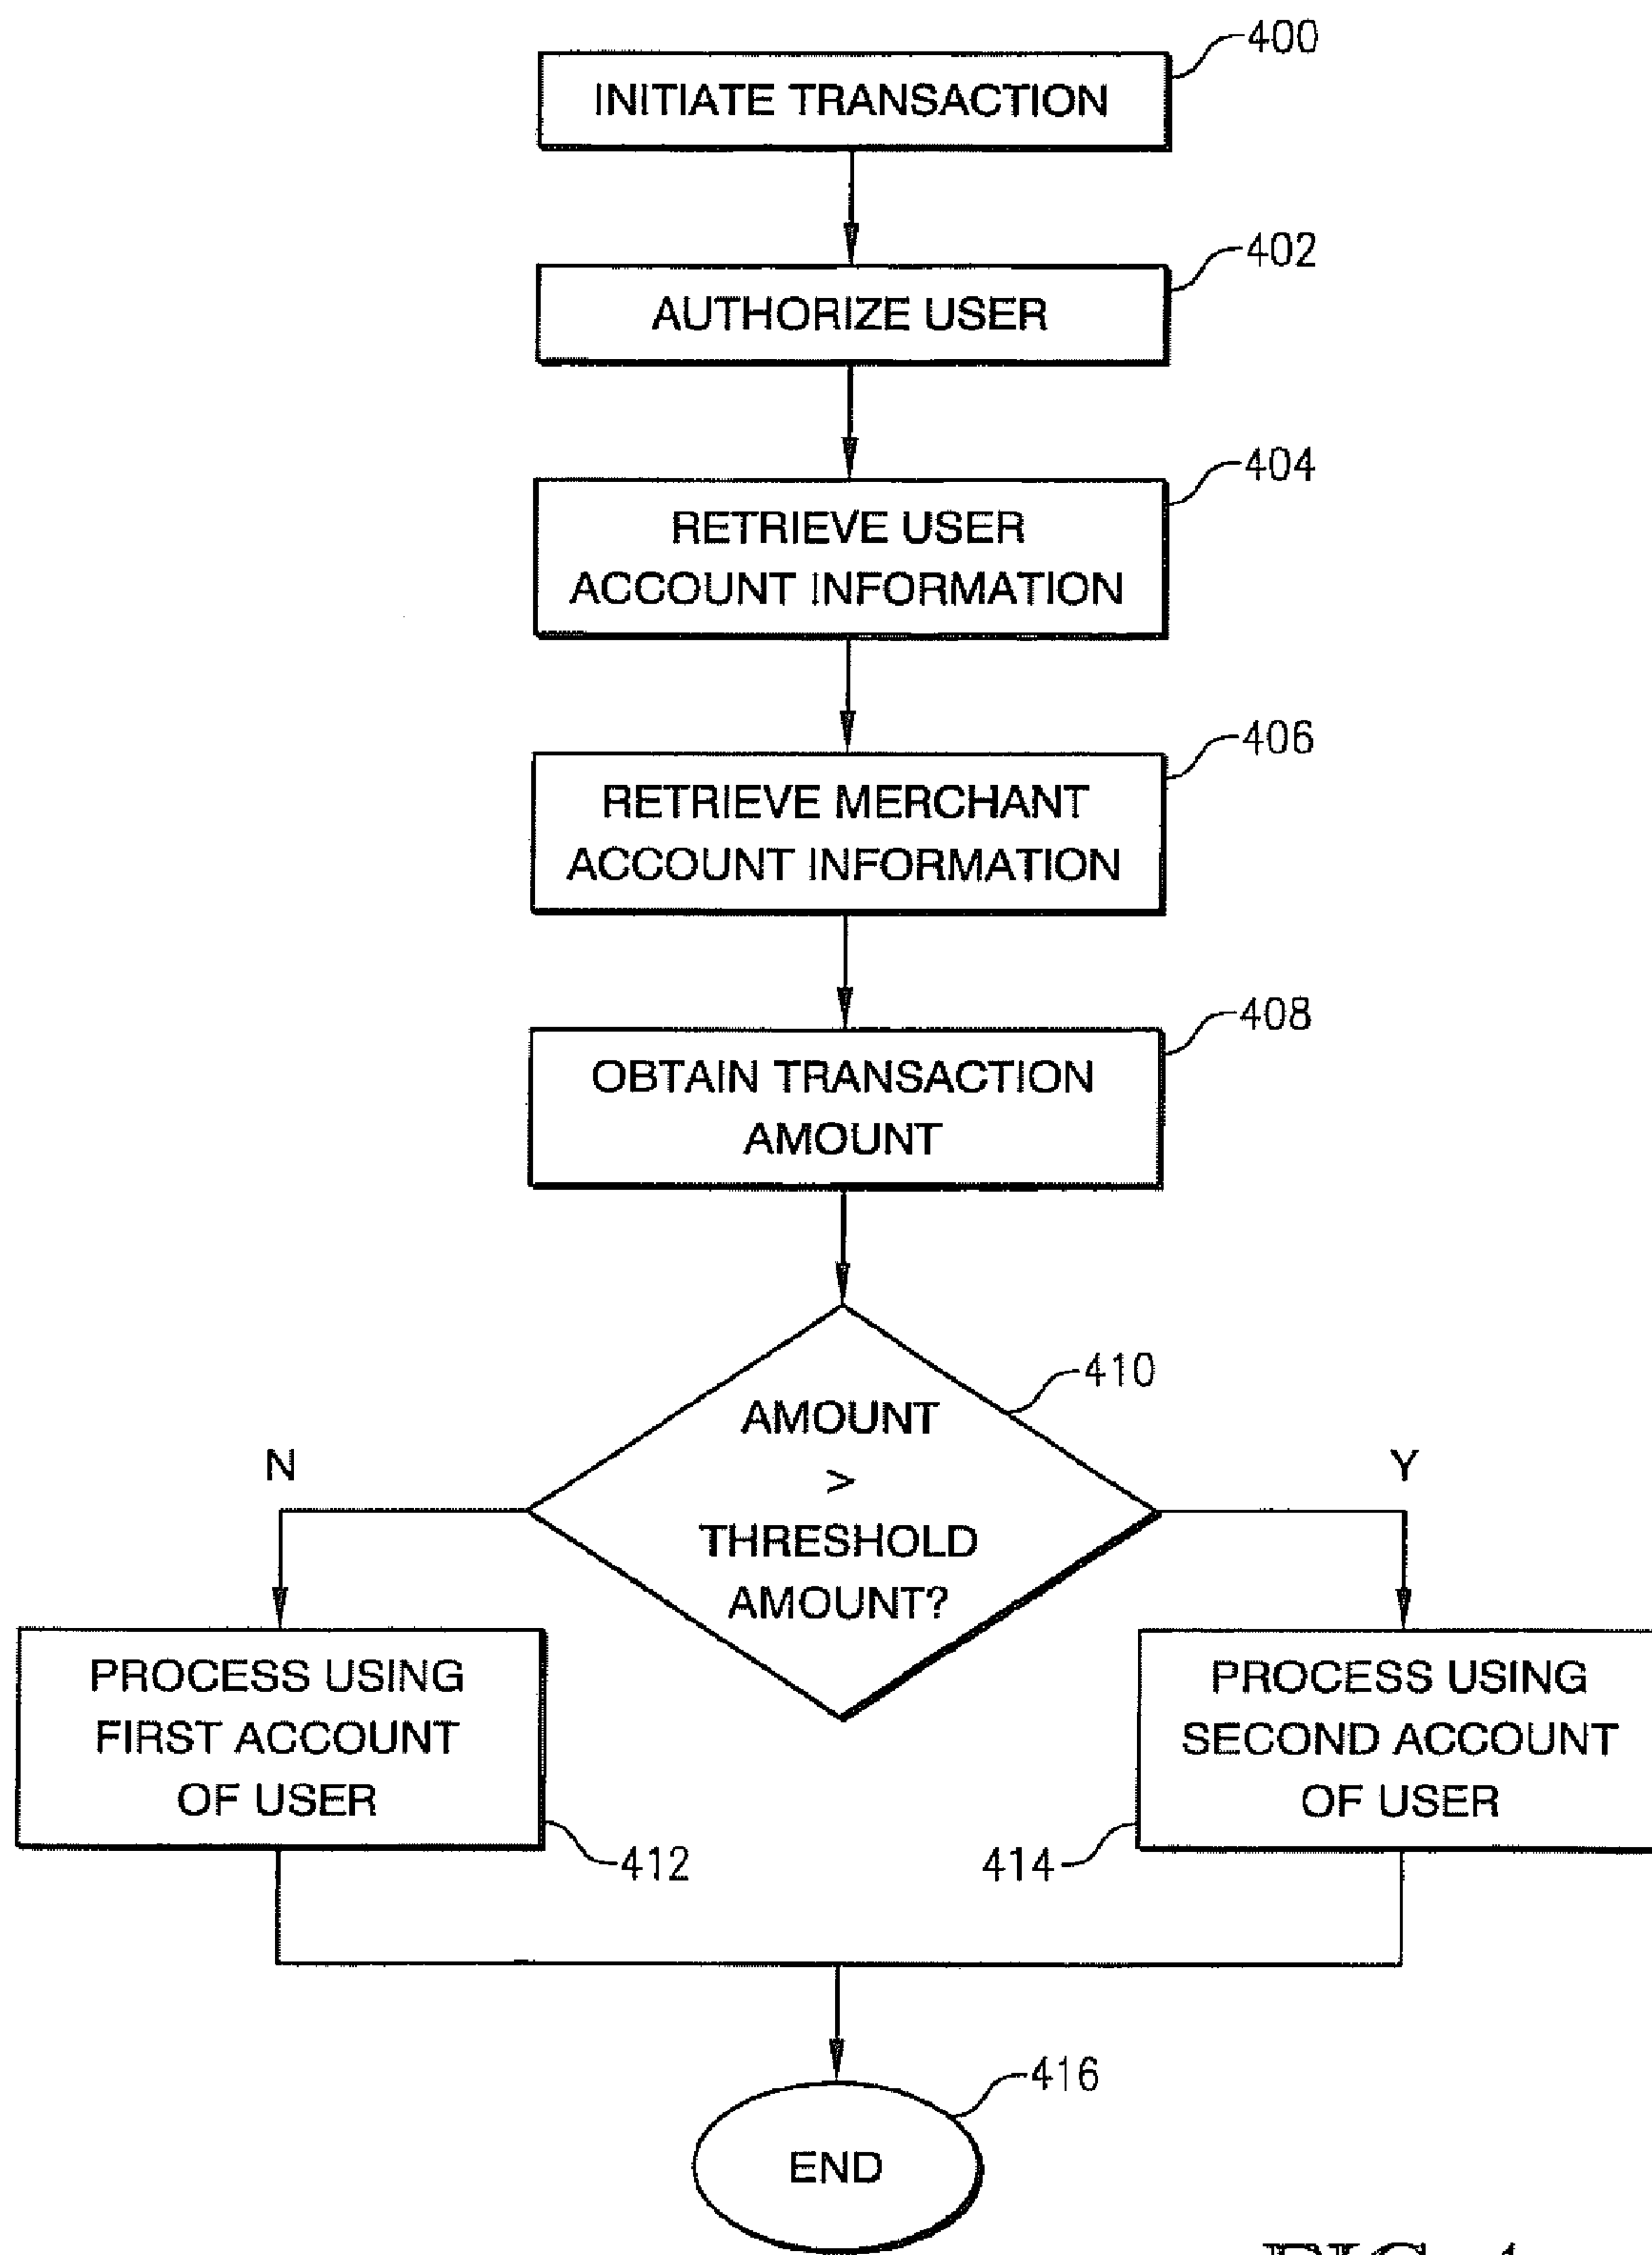 400
INITIATE TRANSACTION
402
AUTHORIZE USER
404
RETRIEVE USER
ACCOUNT INFORMATION
406
RETRIEVE MERCHANT
ACCOUNT INFORMATION
408
OBTAIN TRANSACTION
AMOUNT
410
AMOUNT
>
THRESHOLD
AMOUNT?
N
Y
PROCESS USING
FIRST ACCOUNT
OF USER
412
PROCESS USING
SECOND ACCOUNT
OF USER
414
416
END